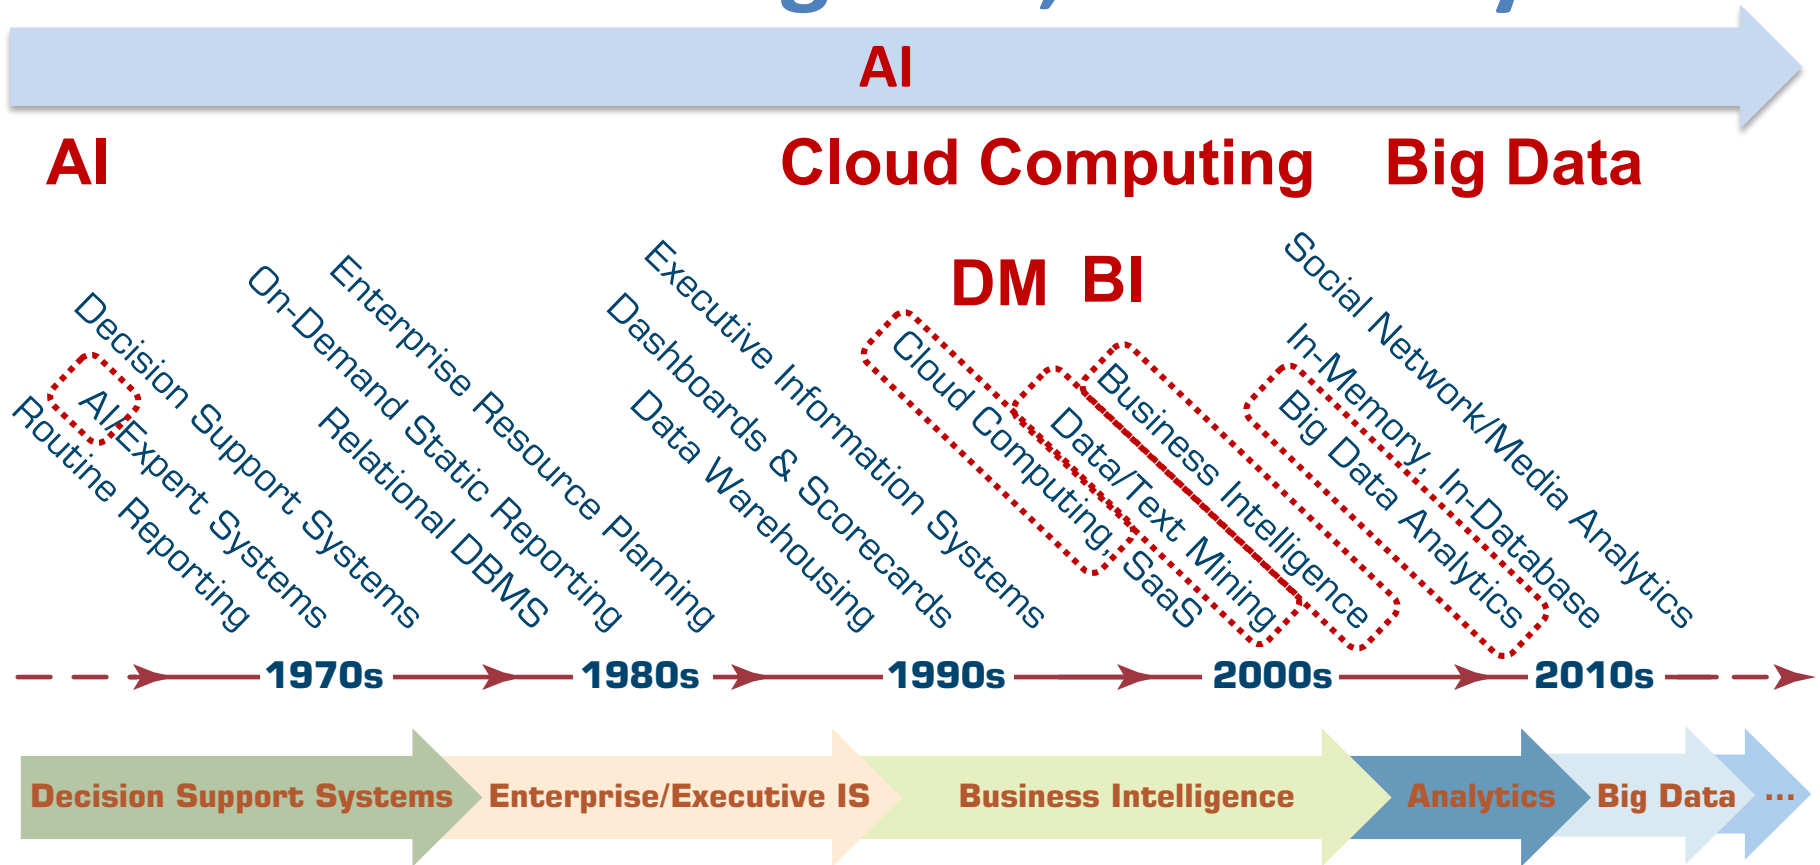 AI
AI
Cloud Computing
Big Data
DM
BI
Routine Reporting
AI/Expert Systems
Decision Support Systems
Relational DBMS
On-Demand Static Reporting
Enterprise Resource Planning
Data Warehousing
Dashboards & Scorecards
Executive Information Systems
Cloud Computing, SaaS
Data/Text Mining
Business Intelligence
Big Data Analytics
In-Memory, In-Database
Social Network/Media Analytics
1970s
1980s
1990s
2000s
2010s
Decision Support Systems
Enterprise/Executive IS
Business Intelligence
Analytics
Big Data
...